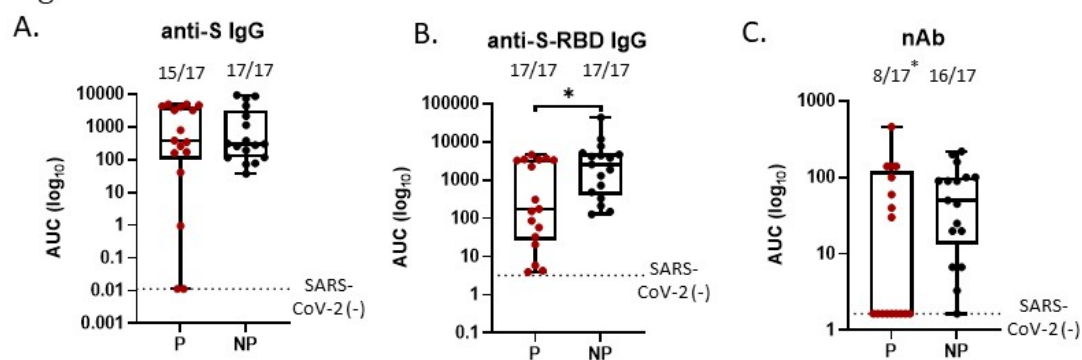 A.
anti-S IgG
15/17 17/17
10000
1000
100
10
1
0.1
0.01
0.001
AUC (log10)
SARS-
CoV-2 (-)
P NP
B.
anti-S-RBD IgG
17/17 17/17
*
100000
10000
1000
100
10
1
0.1
AUC (log10)
SARS-
CoV-2 (-)
P NP
C.
nAb
8/17* 16/17
1000
100
10
1
AUC (log10)
SARS-
CoV-2 (-)
P NP